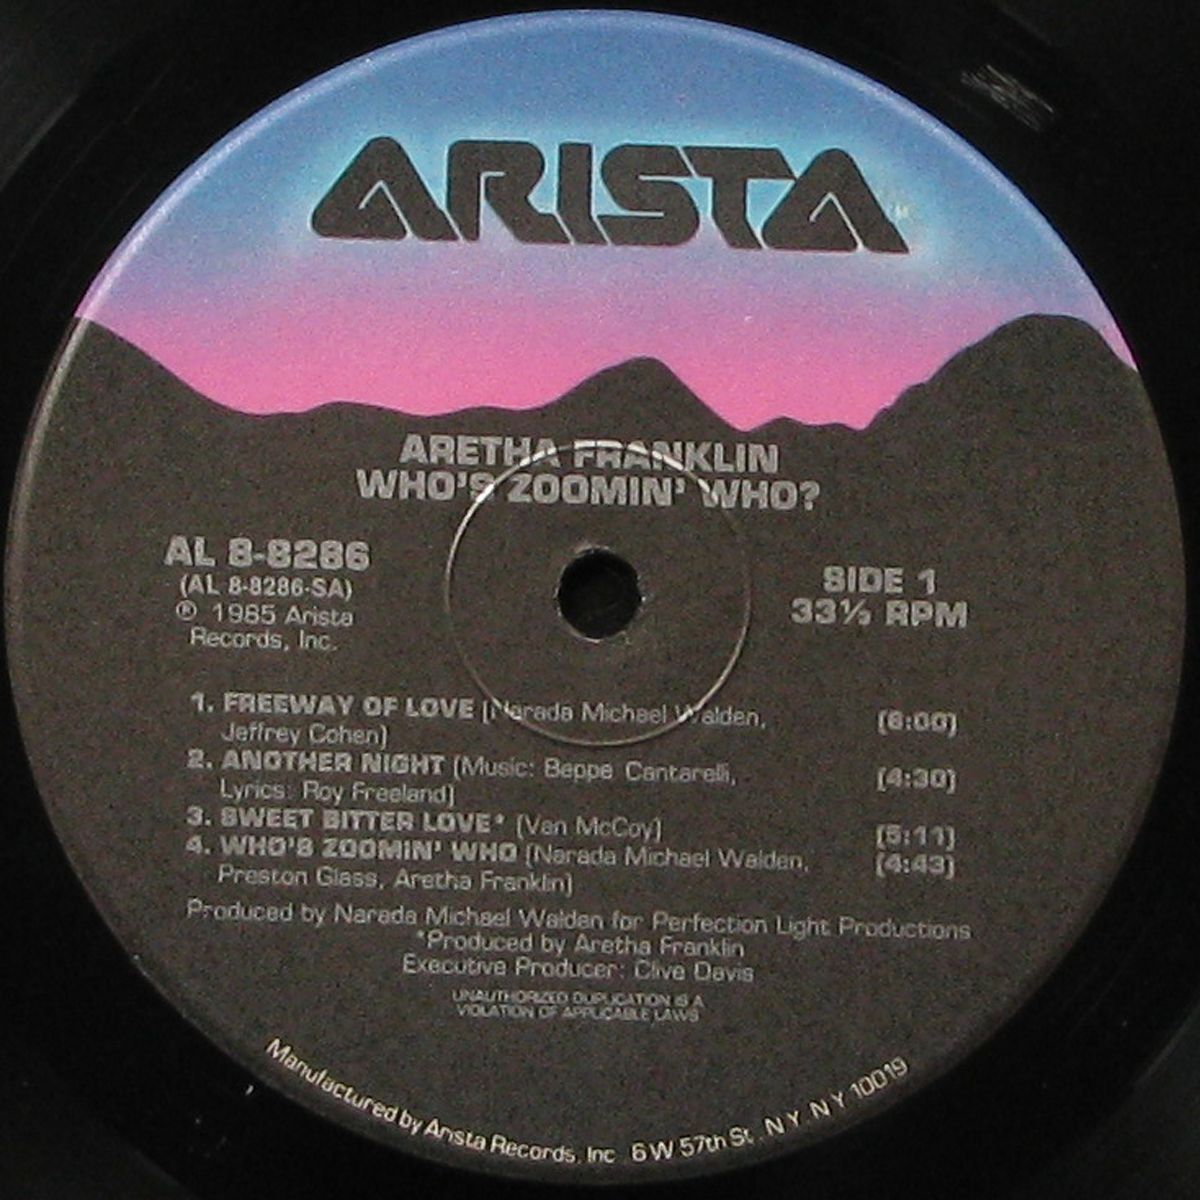 ARISTA
ARETHA FRANKLIN
WHO'S ZOOMIN' WHO?
AL 8-8286
(AL 8-8286-SA)
℗ 1985 Arista
Records, Inc.
SIDE 1
33⅓ RPM
1. FREEWAY OF LOVE (Narada Michael Walden, (6:00)
Jeffrey Cohen)
2. ANOTHER NIGHT (Music: Beppe Cantarelli, (4:30)
Lyrics: Roy Freeland)
3. SWEET BITTER LOVE* (Van McCoy) (5:11)
4. WHO'S ZOOMIN' WHO (Narada Michael Walden, (4:43)
Preston Glass, Aretha Franklin)
Produced by Narada Michael Walden for Perfection Light Productions
*Produced by Aretha Franklin
Executive Producer: Clive Davis
UNAUTHORIZED DUPLICATION IS A
VIOLATION OF APPLICABLE LAWS
Manufactured by Arista Records, Inc. 6 W 57th St., N.Y. N.Y. 10019